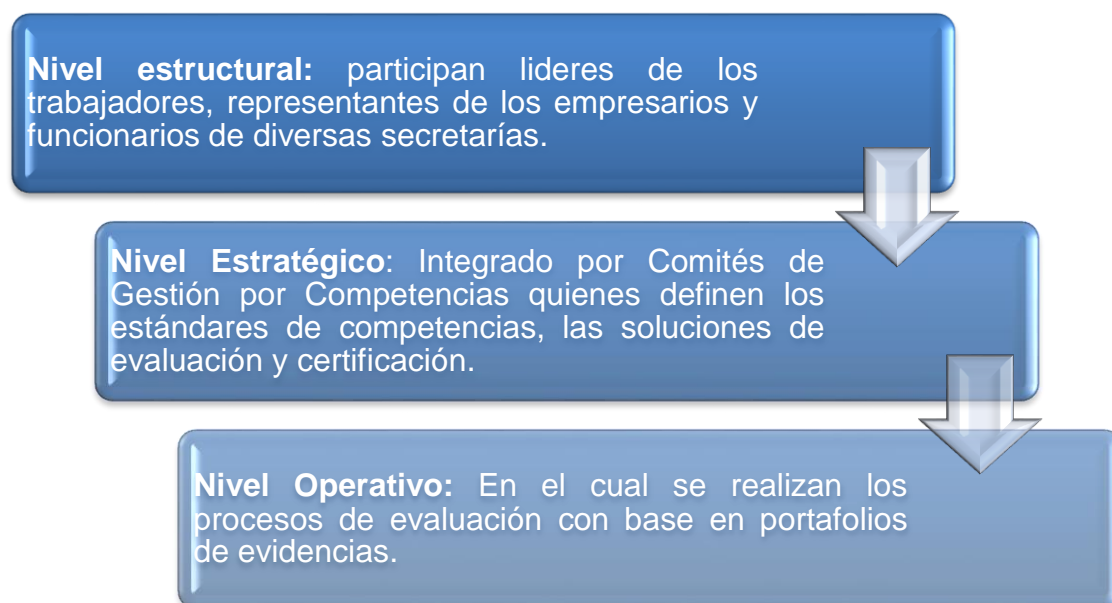 Nivel estructural: participan lideres de los
trabajadores, representantes de los empresarios y
funcionarios de diversas secretarías.
Nivel Estratégico: Integrado por Comités de
Gestión por Competencias quienes definen los
estándares de competencias, las soluciones de
evaluación y certificación.
Nivel Operativo: En el cual se realizan los
procesos de evaluación con base en portafolios
de evidencias.